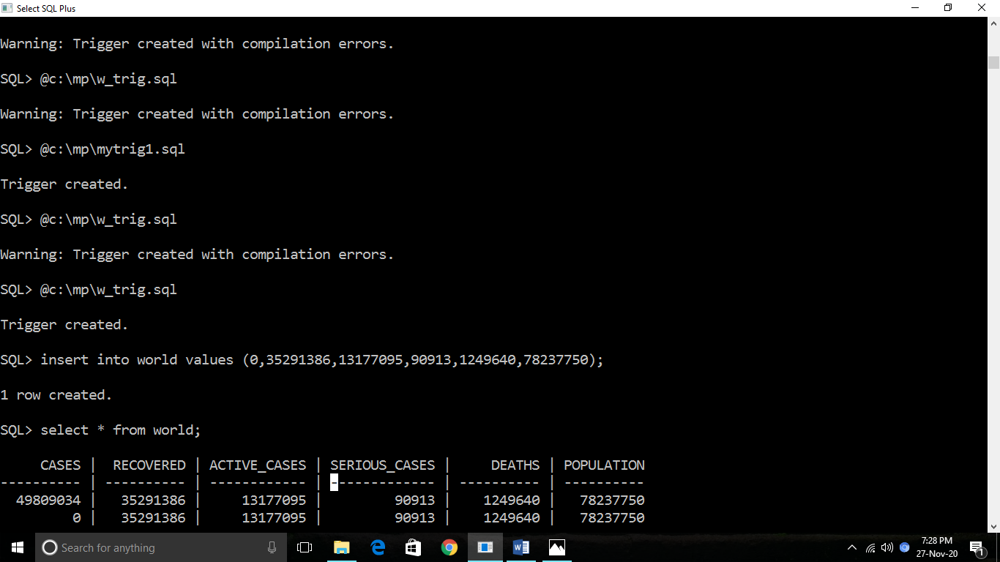 Select SQL Plus
Warning: Trigger created with compilation errors.
SQL> @c:\mp\w_trig.sql
Warning: Trigger created with compilation errors.
SQL> @c:\mp\mytrig1.sql
Trigger created.
SQL> @c:\mp\w_trig.sql
Warning: Trigger created with compilation errors.
SQL> @c:\mp\w_trig.sql
Trigger created.
SQL> insert into world values (0,35291386,13177095,90913,1249640,78237750);
1 row created.
SQL> select * from world;
CASES | RECOVERED | ACTIVE_CASES | SERIOUS_CASES | DEATHS | POPULATION
---------- | ---------- | ------------ | ------------- | ---------- | ----------
49809034 | 35291386 | 13177095 | 90913 | 1249640 | 78237750
0 | 35291386 | 13177095 | 90913 | 1249640 | 78237750
Search for anything
7:28 PM
27-Nov-20
1